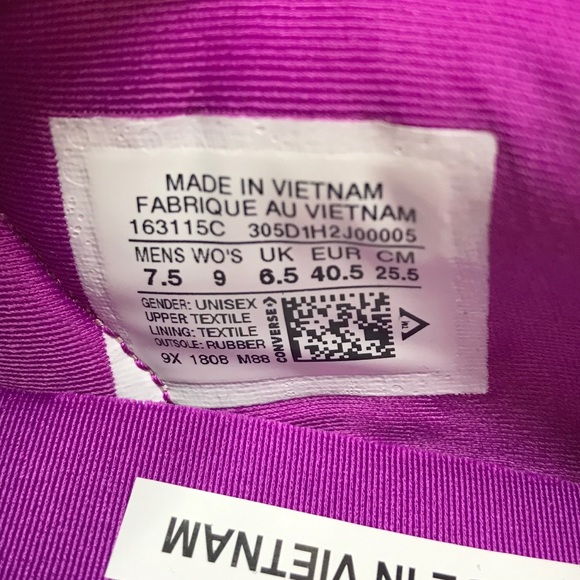 MADE IN VIETNAM
FABRIQUE AU VIETNAM
163115C 305D1H2J00005
MENS WO'S UK EUR CM
7.5 9 6.5 40.5 25.5
GENDER: UNISEX
UPPER TEXTILE
LINING: TEXTILE
OUTSOLE: RUBBER
9X 1808 M88
CONVERSE
TM
IN VIETNAM